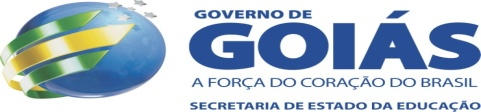 GOVERNO DE
GOIÁS
A FORÇA DO CORAÇÃO DO BRASIL
SECRETARIA DE ESTADO DA EDUCAÇÃO